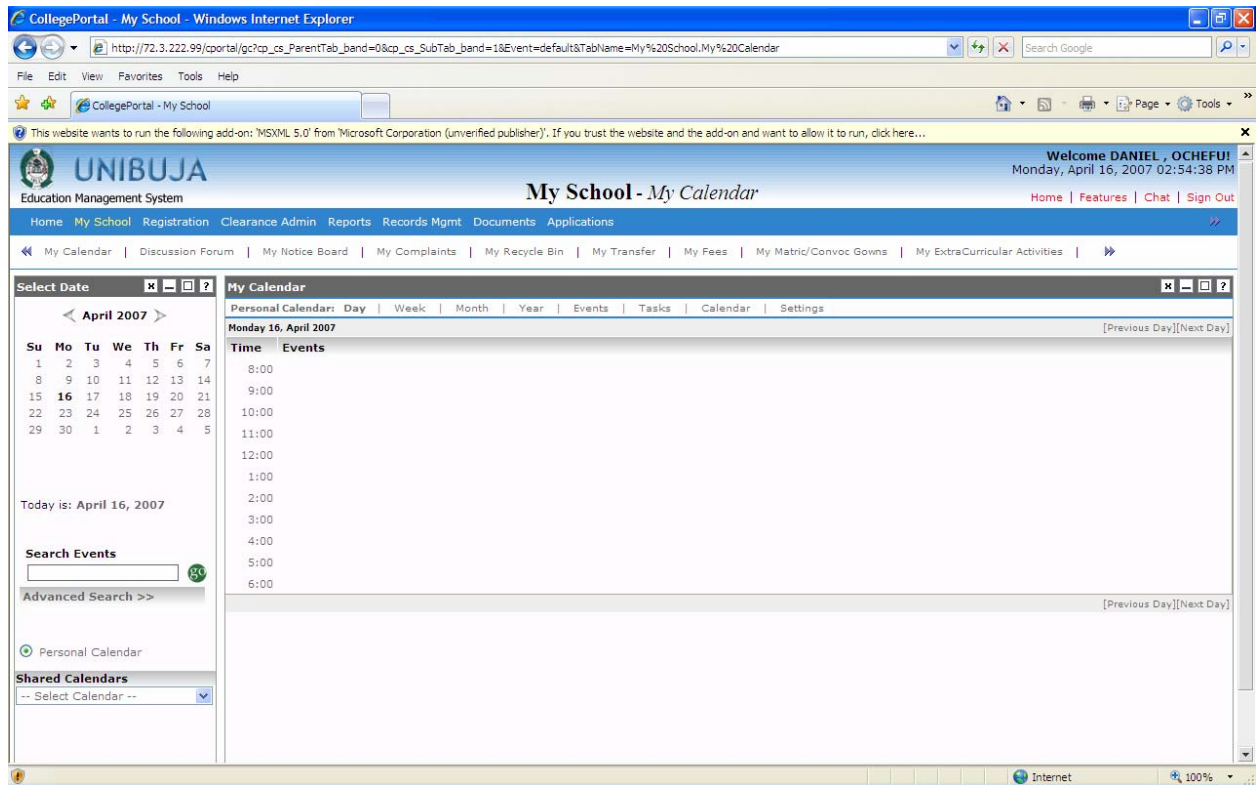 CollegePortal - My School - Windows Internet Explorer
http://72.3.222.99/cportal/gc?cp_cs_ParentTab_band=0&cp_cs_SubTab_band=1&Event=default&TabName=My%20School.My%20Calendar
Search Google
File Edit View Favorites Tools Help
CollegePortal - My School
Page Tools
This website wants to run the following add-on: 'MSXML 5.0' from 'Microsoft Corporation (unverified publisher)'. If you trust the website and the add-on and want to allow it to run, click here...
UNIBUJA
Education Management System
My School - My Calendar
Welcome DANIEL , OCHEFU!
Monday, April 16, 2007 02:54:38 PM
Home | Features | Chat | Sign Out
Home My School Registration Clearance Admin Reports Records Mgmt Documents Applications
My Calendar | Discussion Forum | My Notice Board | My Complaints | My Recycle Bin | My Transfer | My Fees | My Matric/Convoc Gowns | My ExtraCurricular Activities |
Select Date
April 2007
Su Mo Tu We Th Fr Sa
1 2 3 4 5 6 7
8 9 10 11 12 13 14
15 16 17 18 19 20 21
22 23 24 25 26 27 28
29 30 1 2 3 4 5
Today is: April 16, 2007
Search Events
go
Advanced Search >>
Personal Calendar
Shared Calendars
-- Select Calendar --
My Calendar
Personal Calendar: Day | Week | Month | Year | Events | Tasks | Calendar | Settings
Monday 16, April 2007 [Previous Day][Next Day]
Time Events
8:00
9:00
10:00
11:00
12:00
1:00
2:00
3:00
4:00
5:00
6:00
[Previous Day][Next Day]
Internet 100%